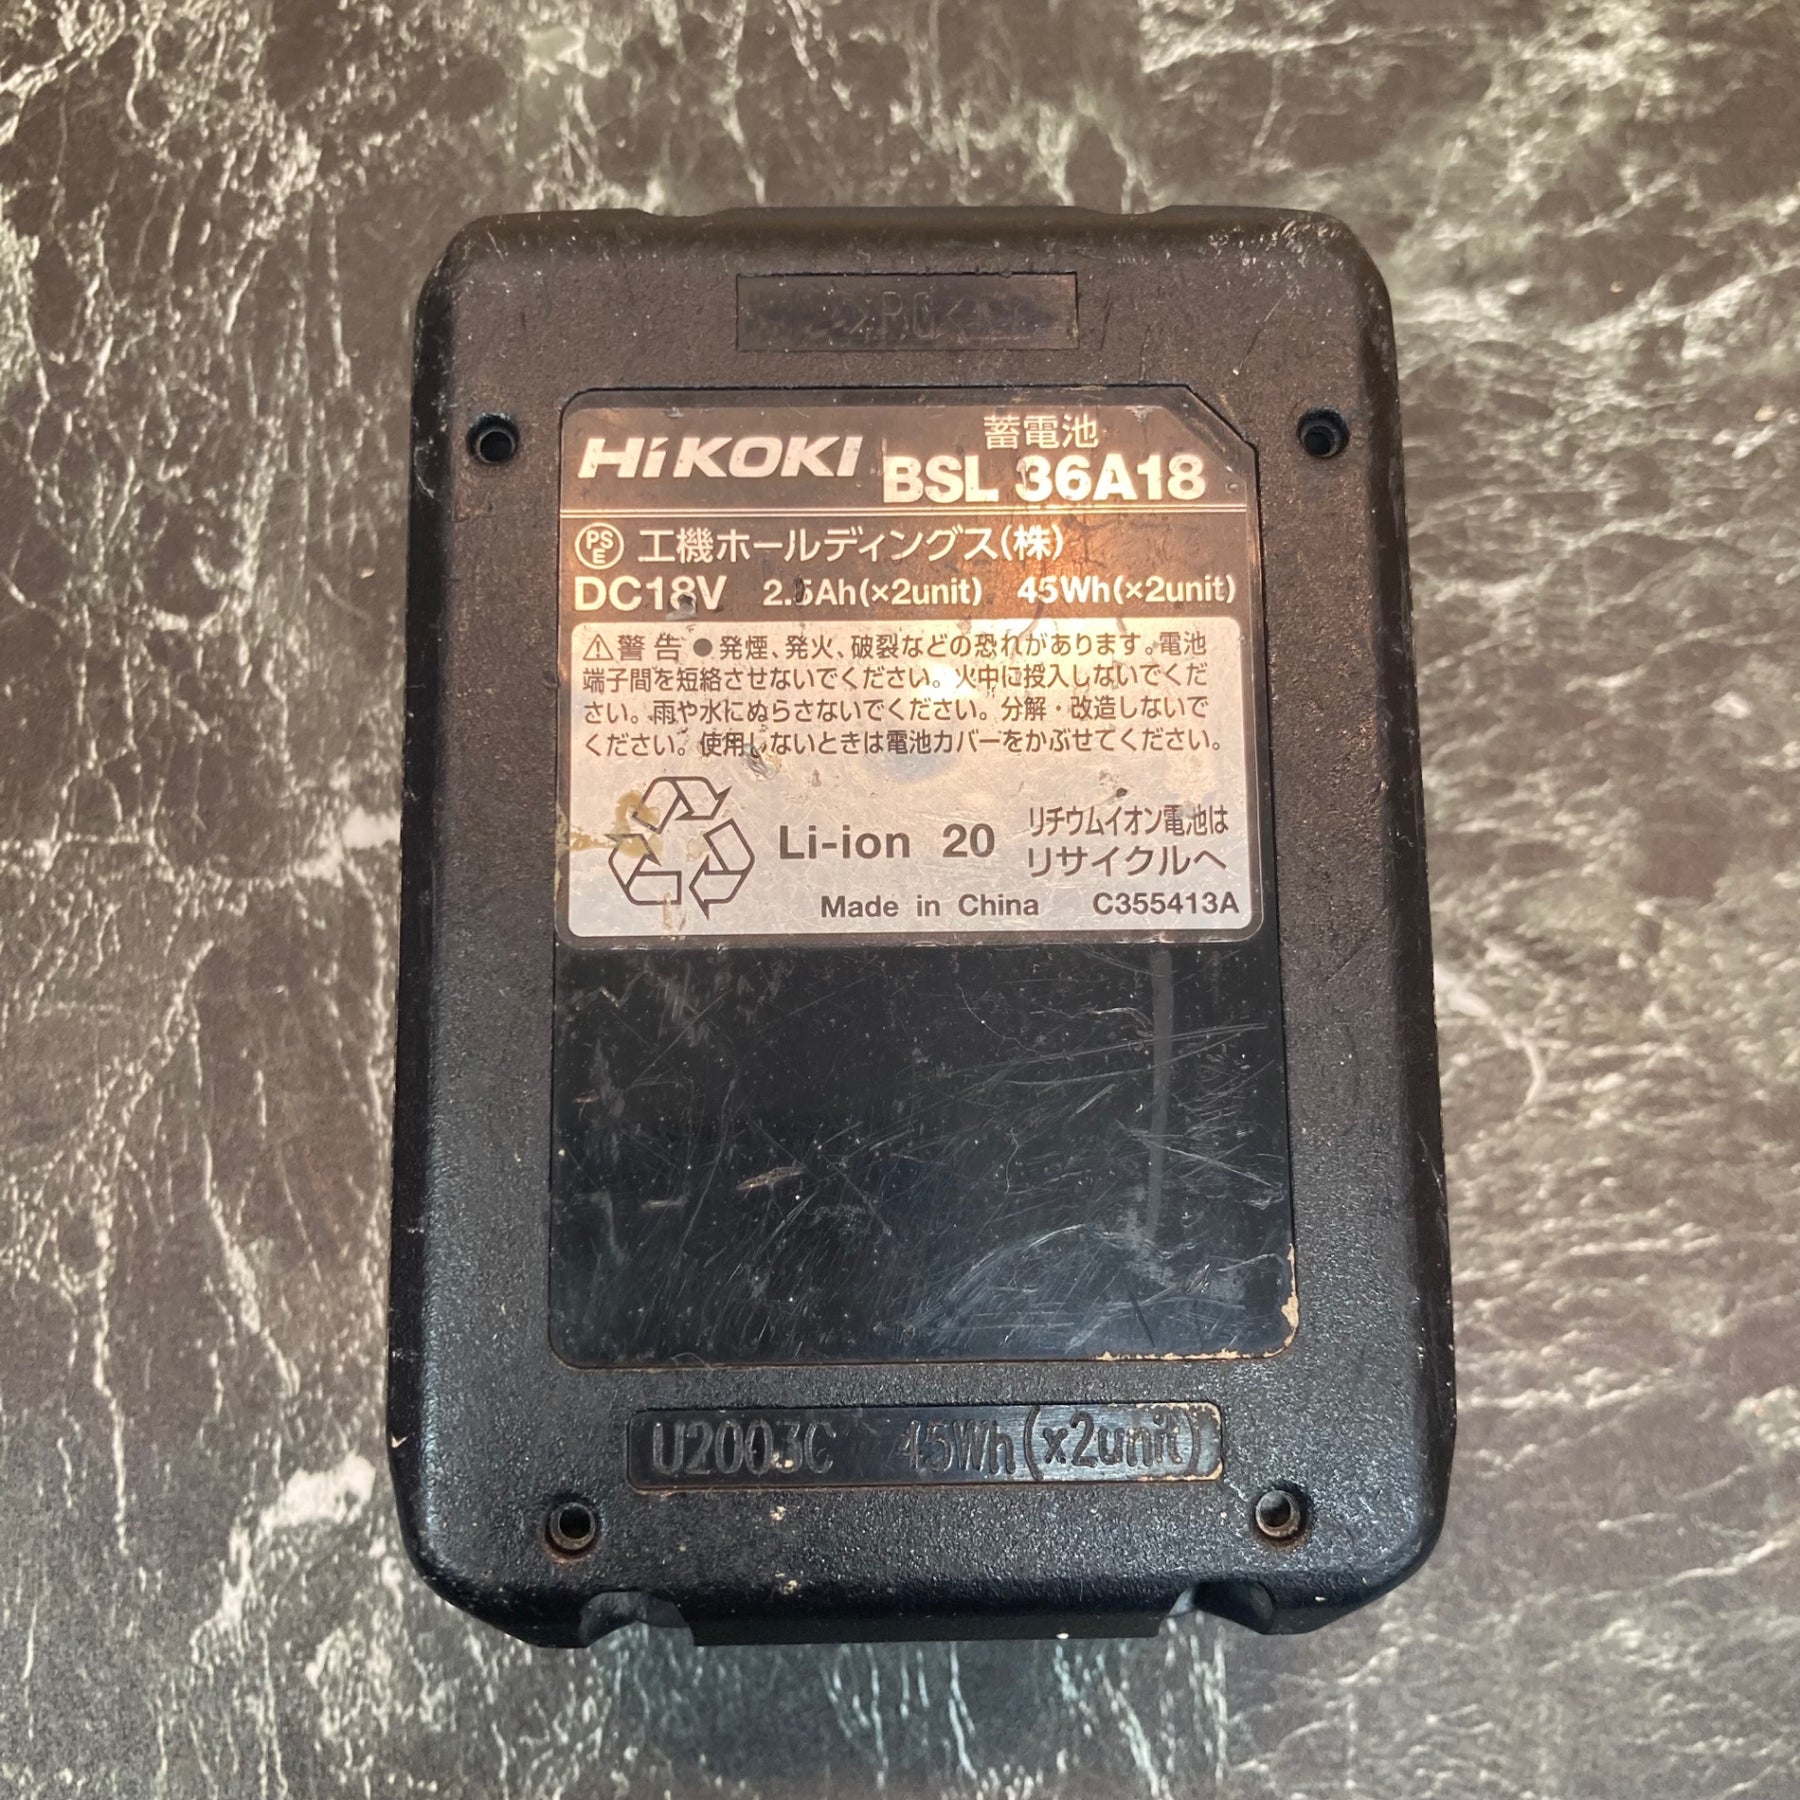 >PC<
HiKOKI
蓄電池
BSL 36A18
PS
E
工機ホールディングス(株)
DC18V 2.5Ah(×2unit) 45Wh(×2unit)
⚠警告 ●発煙、発火、破裂などの恐れがあります。電池
端子間を短絡させないでください。火中に投入しないでくだ
さい。雨や水にぬらさないでください。分解・改造しないで
ください。使用しないときは電池カバーをかぶせてください。
Li-ion 20
リチウムイオン電池は
リサイクルへ
Made in China C355413A
U2003C 45Wh(×2unit)